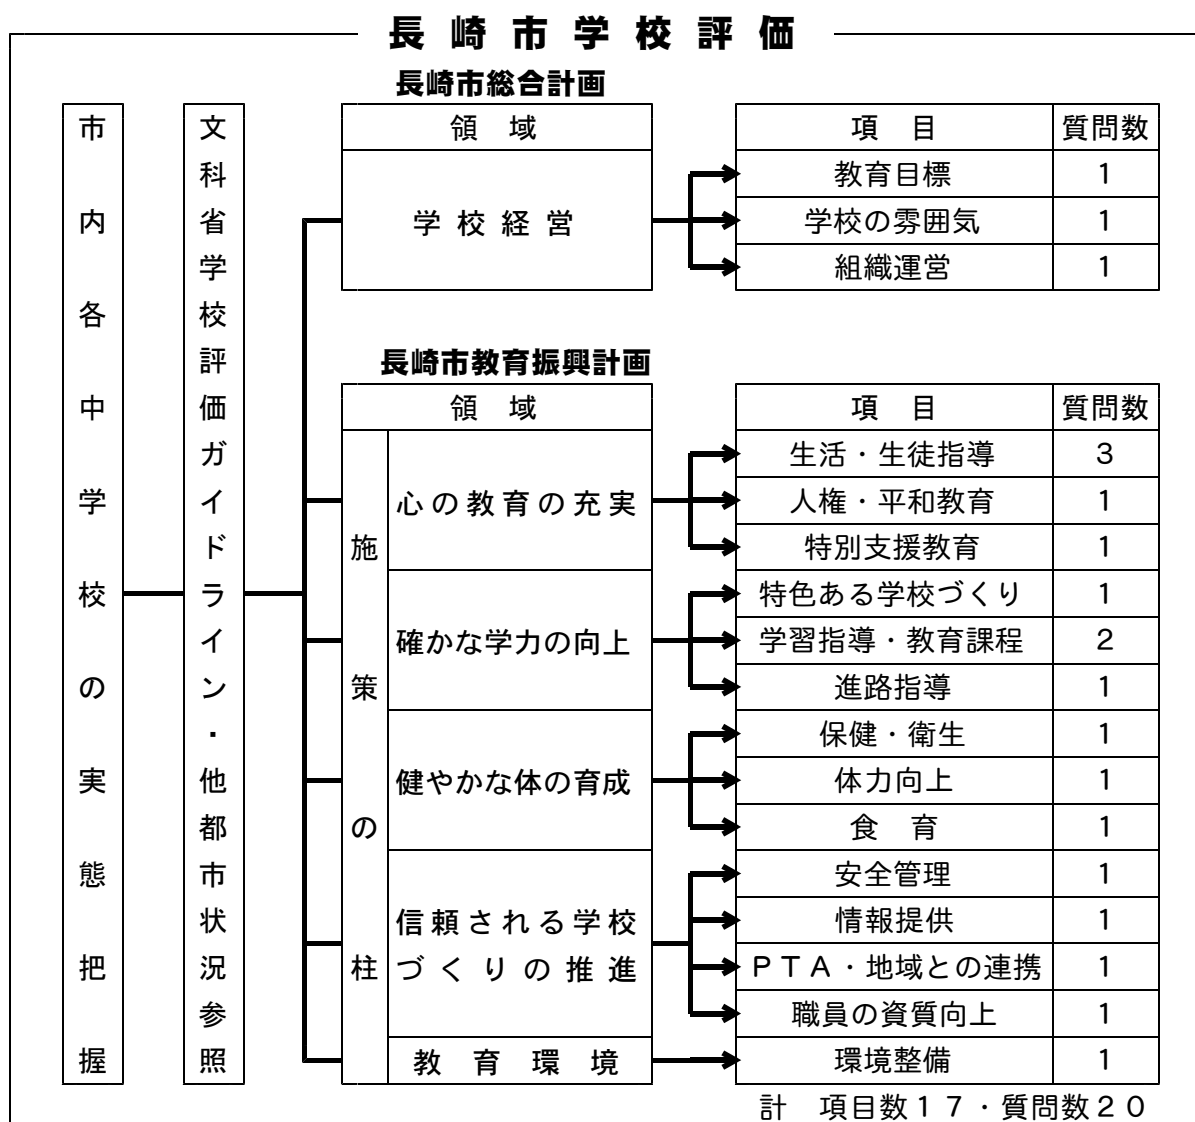 長崎市学校評価
長崎市総合計画
市内各中学校の実態把握
文科省学校評価ガイドライン・他都市状況参照
領　域
学校経営
項　目　質問数
教育目標　1
学校の雰囲気　1
組織運営　1
長崎市教育振興計画
領　域
施策の柱
心の教育の充実
確かな学力の向上
健やかな体の育成
信頼される学校
づくりの推進
教育環境
項　目　質問数
生活・生徒指導　3
人権・平和教育　1
特別支援教育　1
特色ある学校づくり　1
学習指導・教育課程　2
進路指導　1
保健・衛生　1
体力向上　1
食　育　1
安全管理　1
情報提供　1
ＰＴＡ・地域との連携　1
職員の資質向上　1
環境整備　1
計　項目数１７・質問数２０